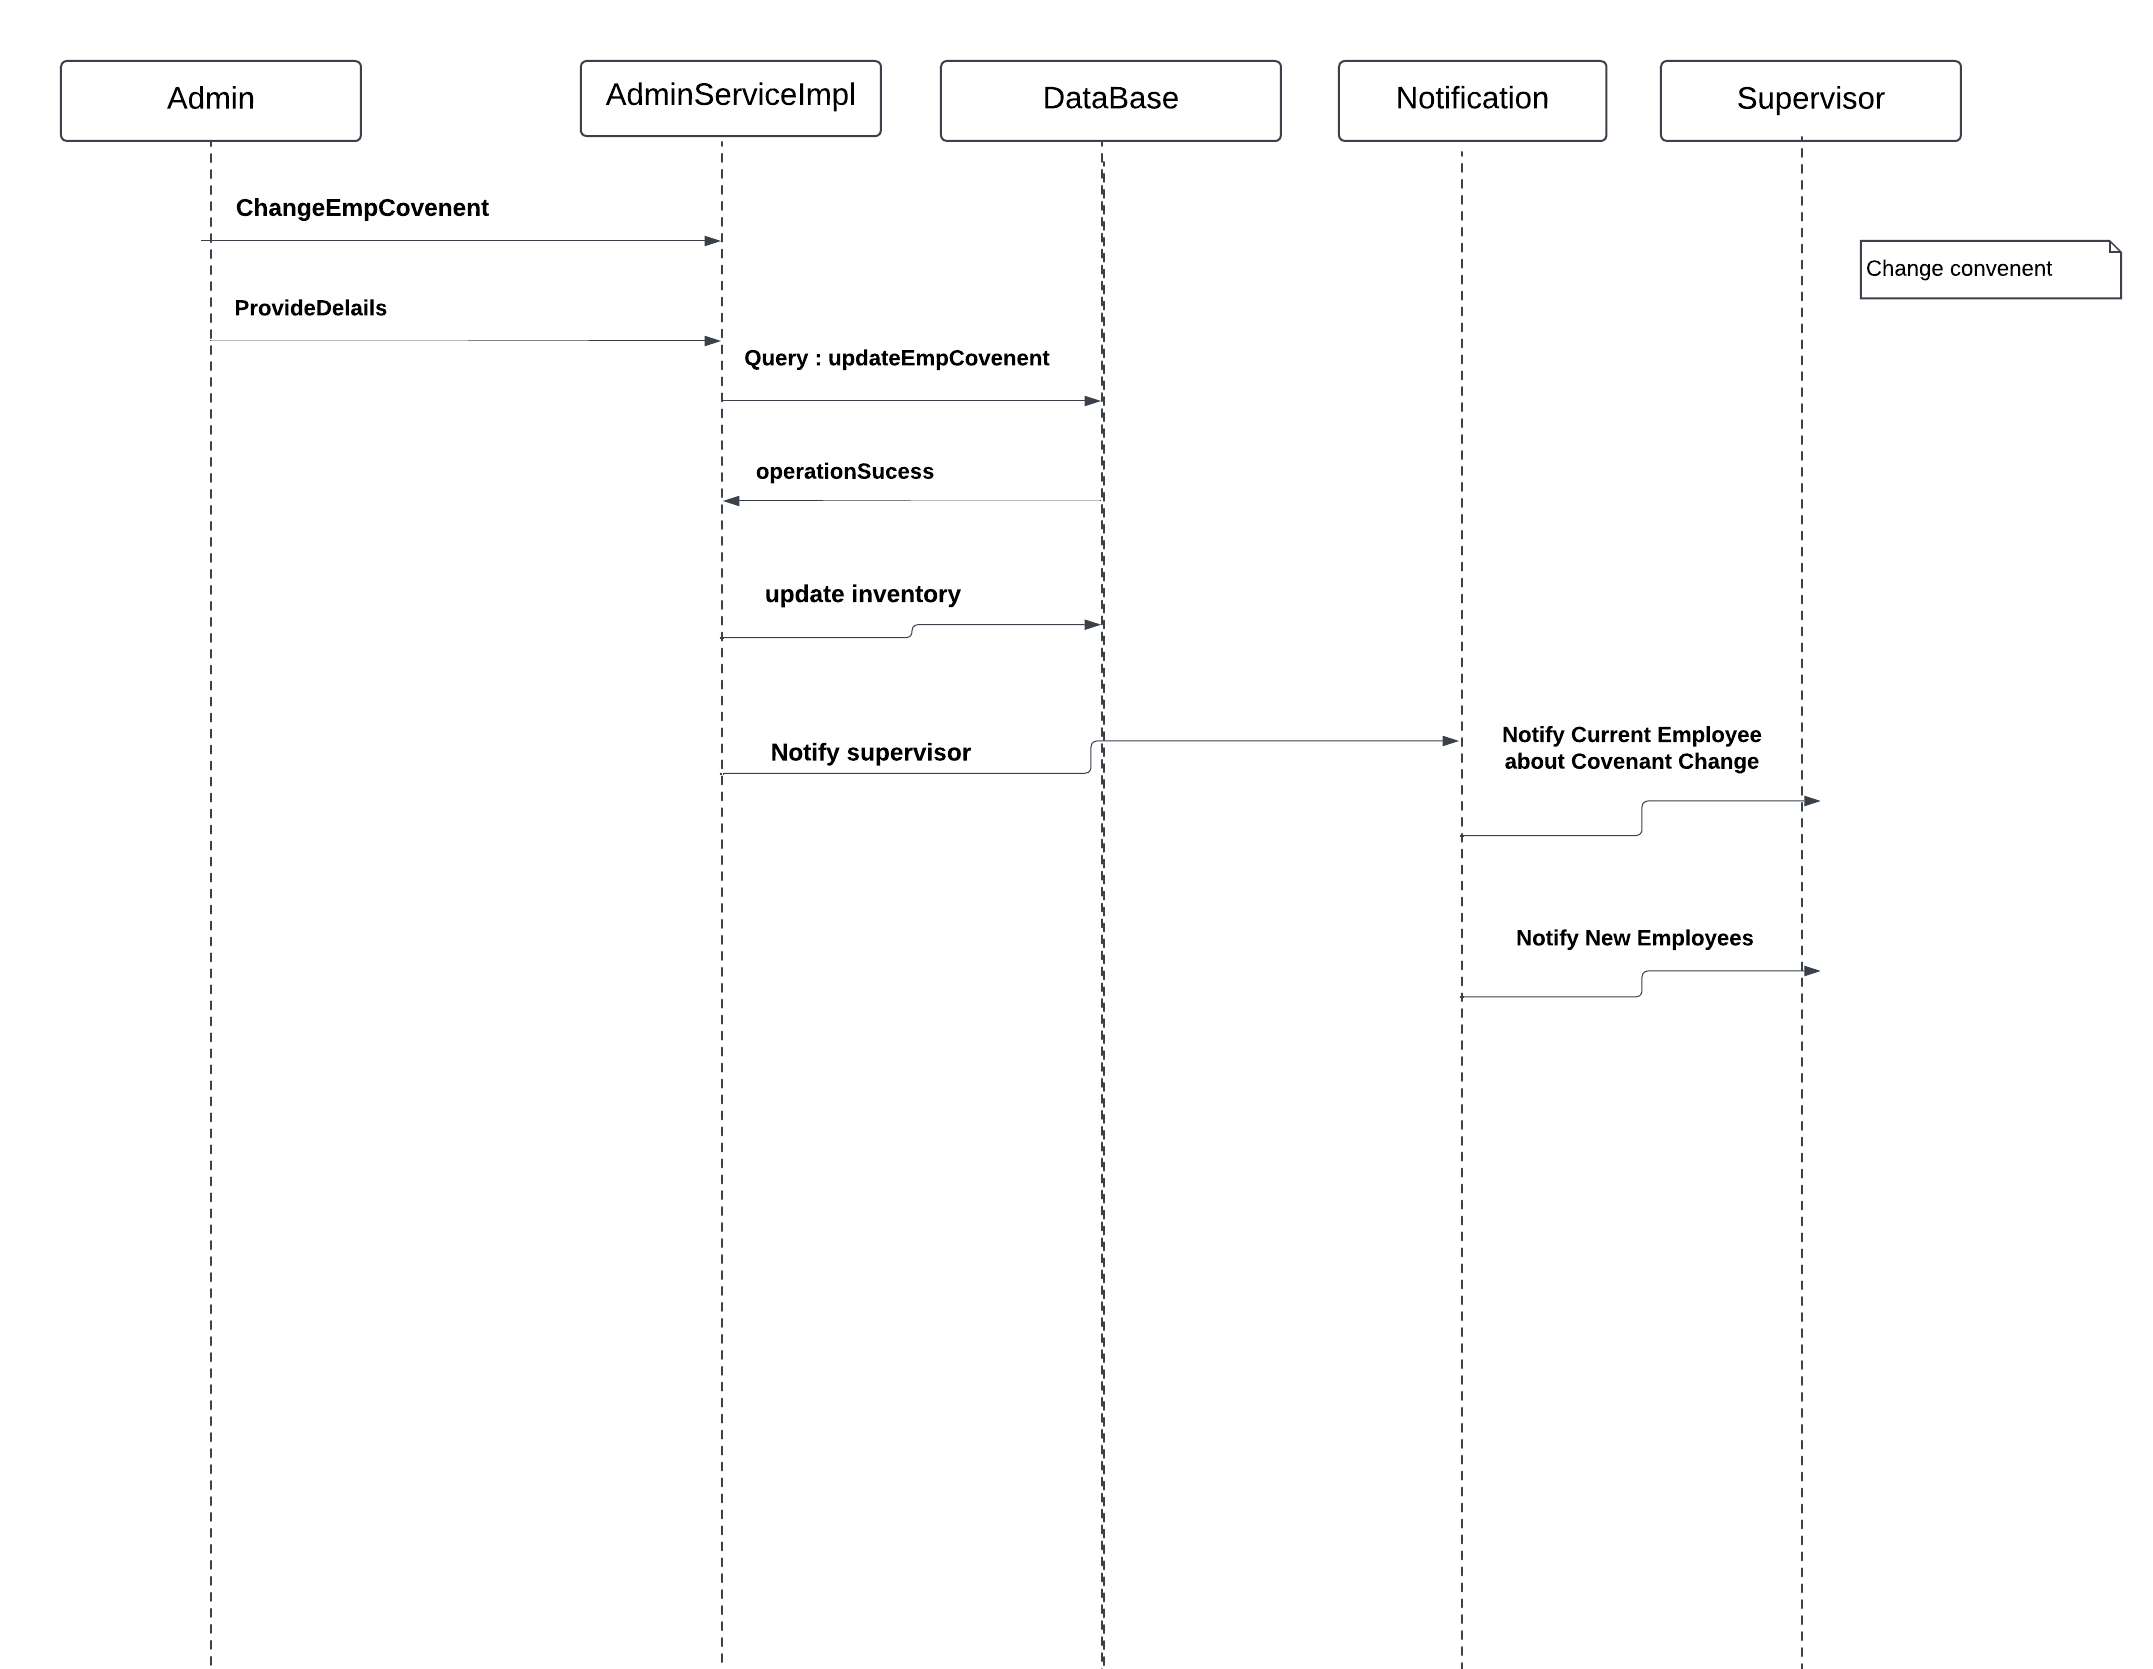 Admin
AdminServiceImpl
DataBase
Notification
Supervisor
ChangeEmpCovenent
Change convenent
ProvideDelails
Query : updateEmpCovenent
operationSucess
update inventory
Notify supervisor
Notify Current Employee
about Covenant Change
Notify New Employees